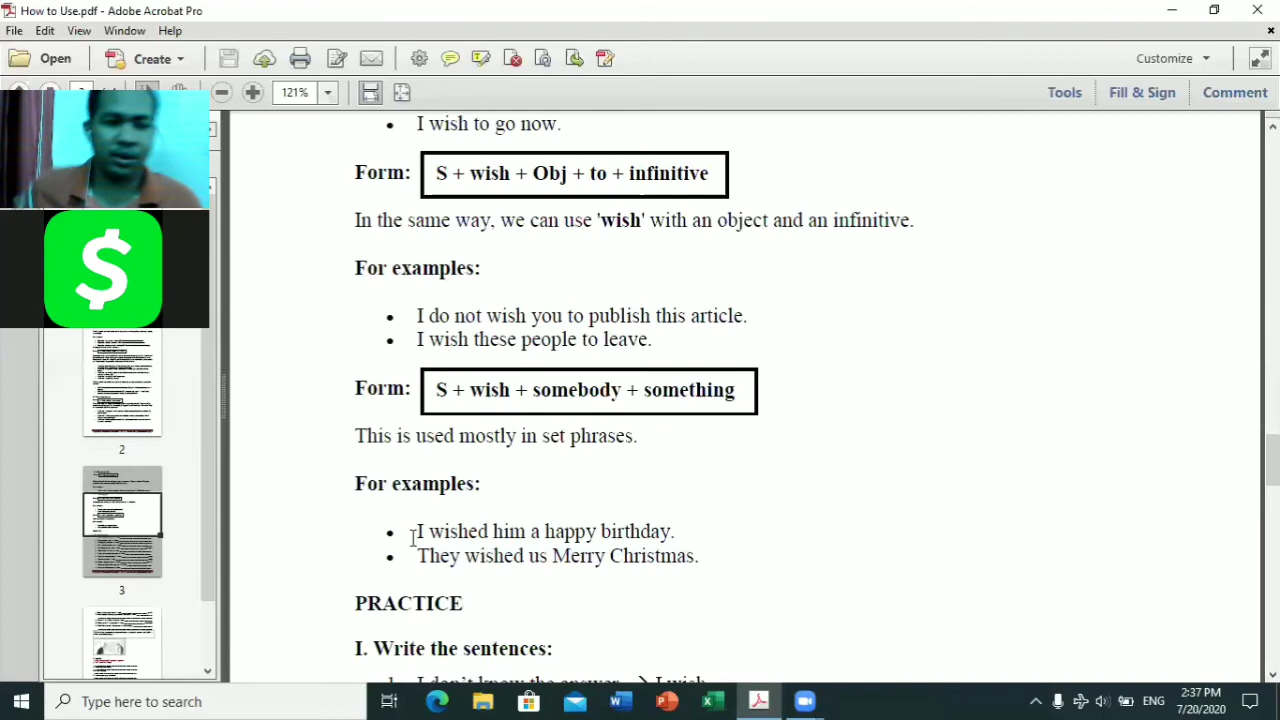 How to Use.pdf - Adobe Acrobat Pro
File Edit View Window Help
Open Create Customize
121% Tools Fill & Sign Comment
I wish to go now.
Form: S + wish + Obj + to + infinitive
In the same way, we can use 'wish' with an object and an infinitive.
For examples:
I do not wish you to publish this article.
I wish these people to leave.
Form: S + wish + somebody + something
This is used mostly in set phrases.
For examples:
I wished him a happy birthday.
They wished us Merry Christmas.
PRACTICE
I. Write the sentences:
I don't know the answer. → I wish
$
2
3
Type here to search
ENG
2:37 PM
7/20/2020